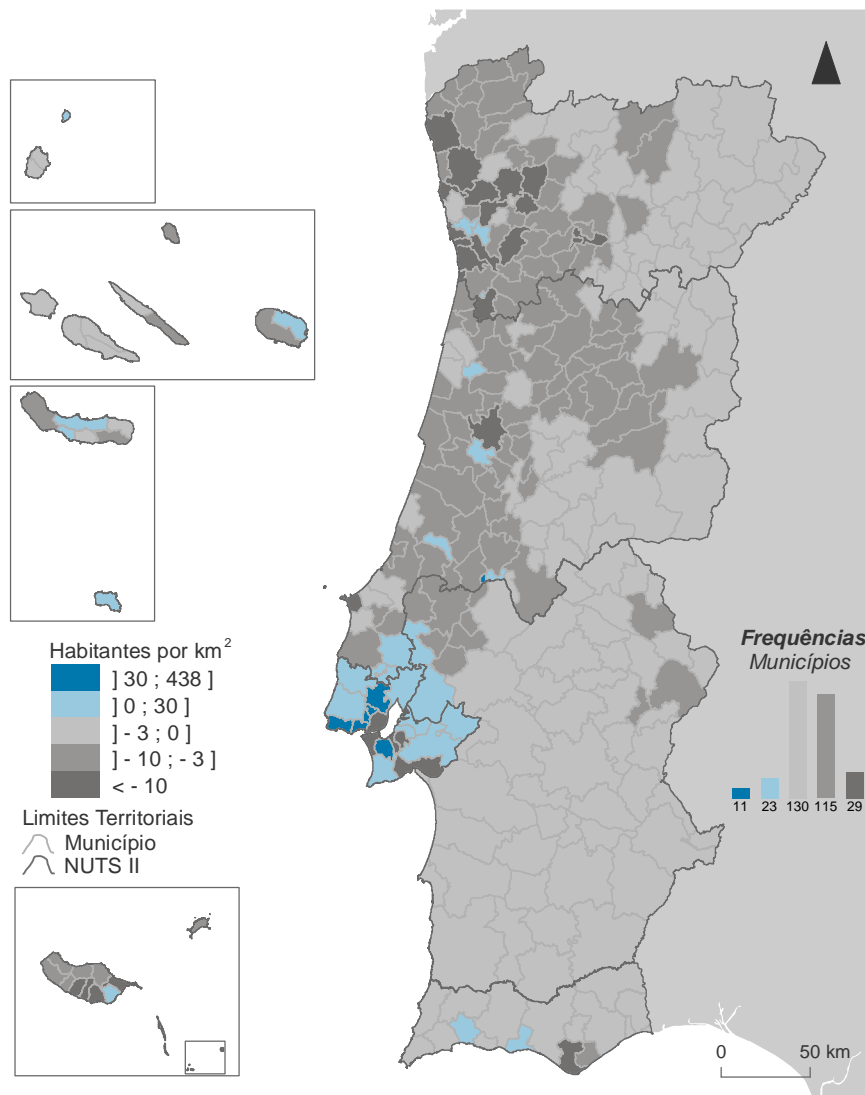 Habitantes por km²
] 30 ; 438 ]
] 0 ; 30 ]
] - 3 ; 0 ]
] - 10 ; - 3 ]
< - 10
Limites Territoriais
Município
NUTS II
Frequências
Municípios
11 23 130 115 29
0 50 km